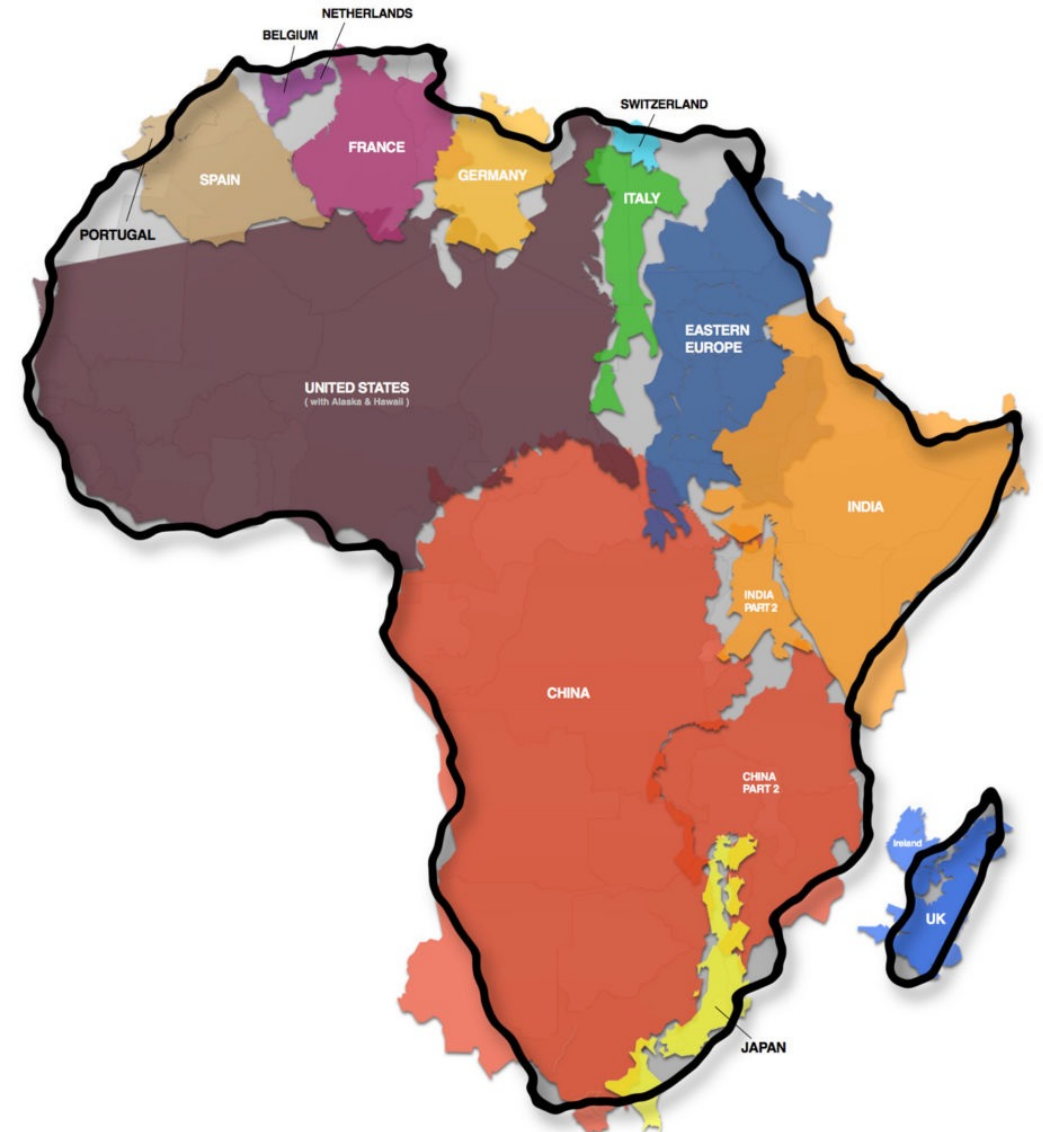 NETHERLANDS
BELGIUM
SWITZERLAND
FRANCE
GERMANY
SPAIN
ITALY
PORTUGAL
EASTERN
EUROPE
UNITED STATES
( with Alaska & Hawaii )
INDIA
INDIA
PART 2
CHINA
CHINA
PART 2
Ireland
UK
JAPAN